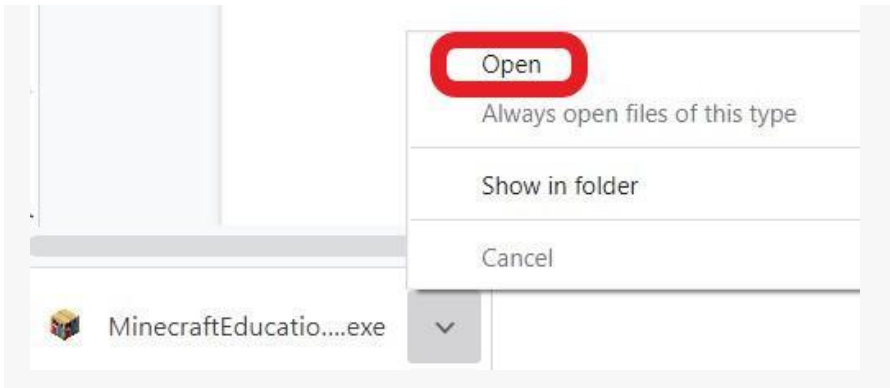 Open
Always open files of this type
Show in folder
Cancel
MinecraftEducatio....exe